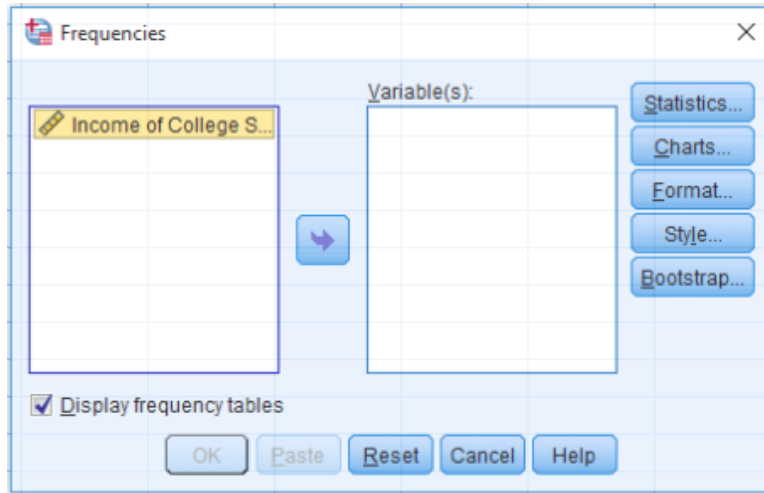 Frequencies
Variable(s):
Income of College S...
Statistics...
Charts...
Format...
Style...
Bootstrap...
Display frequency tables
OK Paste Reset Cancel Help